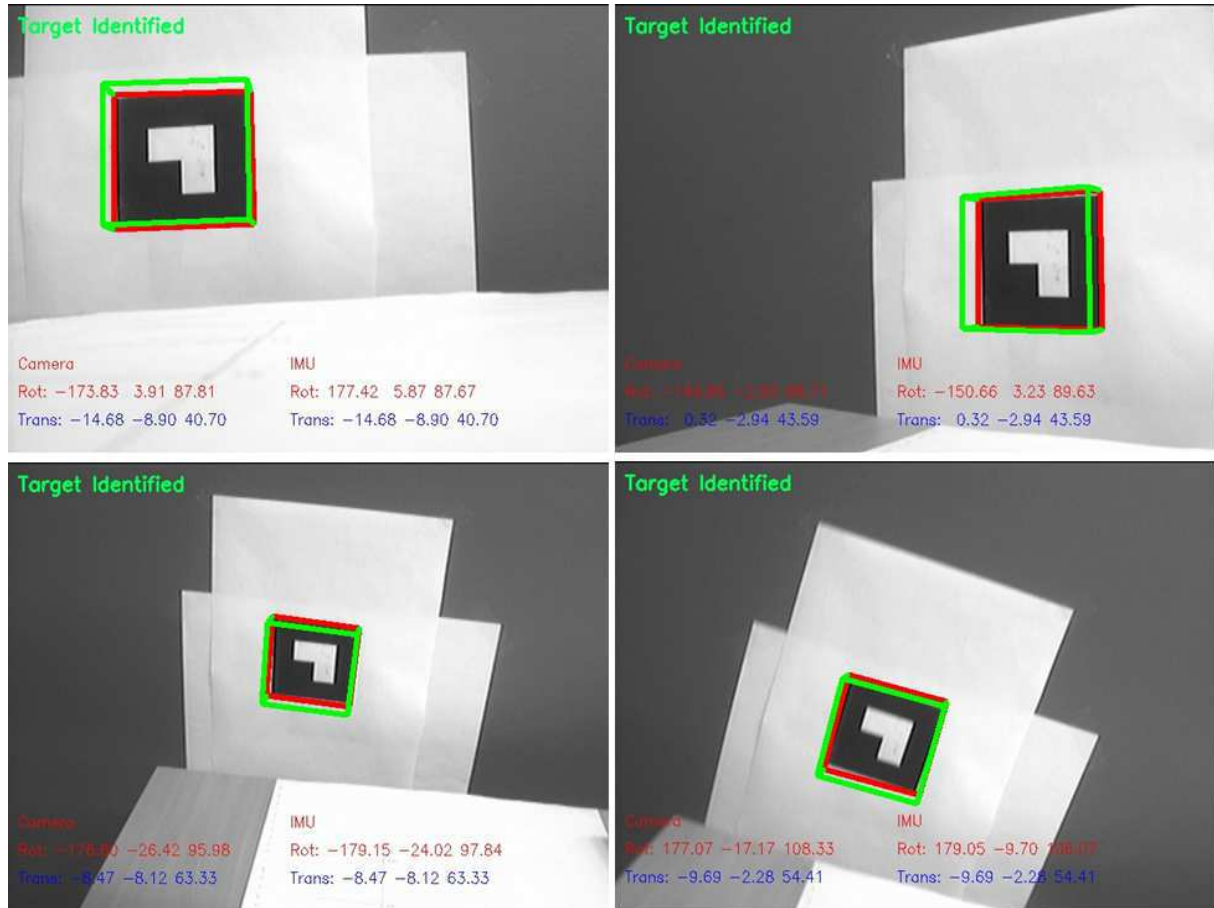 Target Identified
Camera
Rot: -173.83 3.91 87.81
Trans: -14.68 -8.90 40.70
IMU
Rot: 177.42 5.87 87.67
Trans: -14.68 -8.90 40.70
Target Identified
Camera
Rot:
Trans: 0.32 -2.94 43.59
IMU
Rot: -150.66 3.23 89.63
Trans: 0.32 -2.94 43.59
Target Identified
Camera
Rot: -26.42 95.98
Trans: -8.47 -8.12 63.33
IMU
Rot: -179.15 -24.02 97.84
Trans: -8.47 -8.12 63.33
Target Identified
Camera
Rot: 177.07 -17.17 108.33
Trans: -9.69 -2.28 54.41
IMU
Rot: 179.05 -9.70
Trans: -9.69 -2.28 54.41